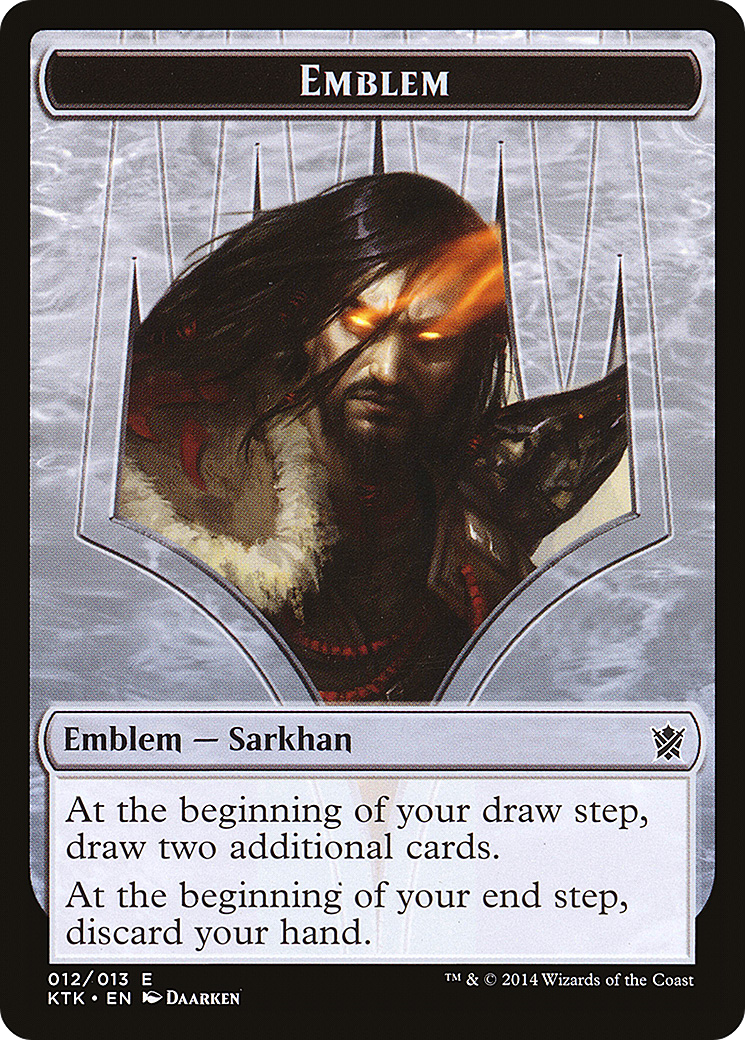 Emblem
Emblem — Sarkhan
At the beginning of your draw step,
draw two additional cards.
At the beginning of your end step,
discard your hand.
012/013 E
KTK • EN Daarken
™ & © 2014 Wizards of the Coast